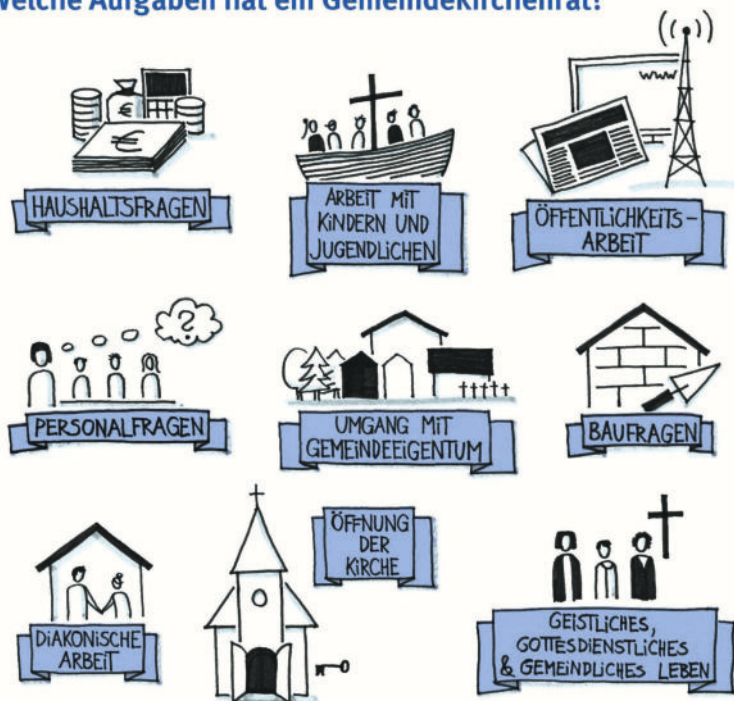 Welche Aufgaben hat ein Gemeindekirchenrat?
€
€
www
HAUSHALTSFRAGEN
ARBEIT MIT
KINDERN UND
JUGENDLICHEN
ÖFFENTLICHKEITS-
ARBEIT
?
PERSONALFRAGEN
UMGANG MIT
GEMEINDEEIGENTUM
BAUFRAGEN
ÖFFNUNG
DER
KIRCHE
DIAKONISCHE
ARBEIT
GEISTLICHES,
GOTTESDIENSTLICHES
& GEMEINDLICHES LEBEN